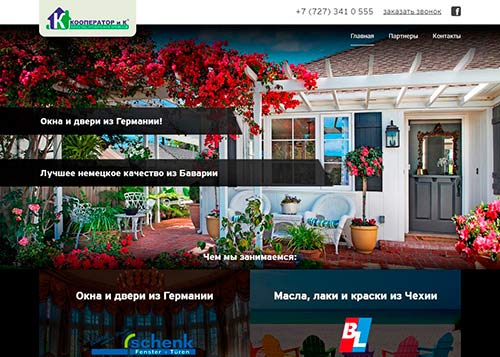 КООПЕРАТОР и К°
+7 (727) 341 0 555 заказать звонок
Главная Партнеры Контакты
Окна и двери из Германии!
Лучшее немецкое качество из Баварии
Чем мы занимаемся:
Окна и двери из Германии
Масла, лаки и краски из Чехии
schenk
Fenster + Türen
BL